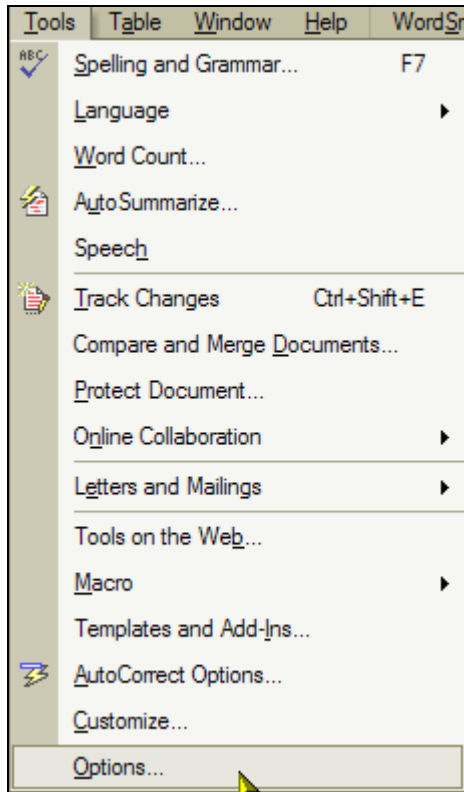 Tools Table Window Help WordSm
ABC Spelling and Grammar... F7
Language
Word Count...
AutoSummarize...
Speech
Track Changes Ctrl+Shift+E
Compare and Merge Documents...
Protect Document...
Online Collaboration
Letters and Mailings
Tools on the Web...
Macro
Templates and Add-Ins...
AutoCorrect Options...
Customize...
Options...